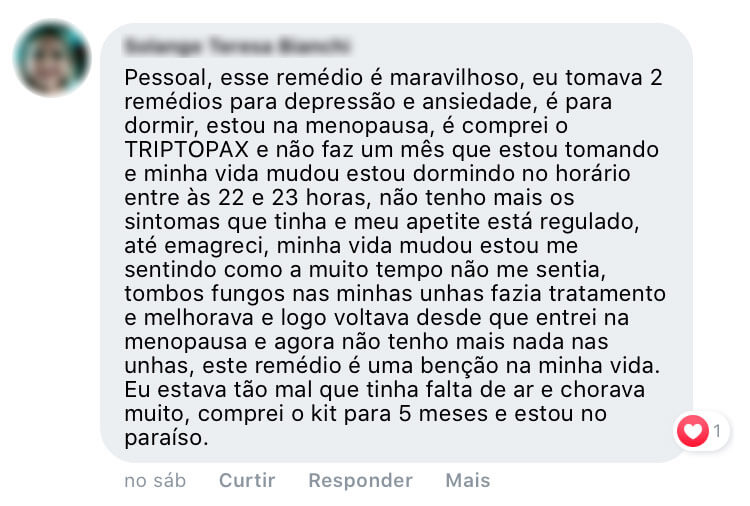 Pessoal, esse remédio é maravilhoso, eu tomava 2
remédios para depressão e ansiedade, é para
dormir, estou na menopausa, é comprei o
TRIPTOPAX e não faz um mês que estou tomando
e minha vida mudou estou dormindo no horário
entre às 22 e 23 horas, não tenho mais os
sintomas que tinha e meu apetite está regulado,
até emagreci, minha vida mudou estou me
sentindo como a muito tempo não me sentia,
tombos fungos nas minhas unhas fazia tratamento
e melhorava e logo voltava desde que entrei na
menopausa e agora não tenho mais nada nas
unhas, este remédio é uma benção na minha vida.
Eu estava tão mal que tinha falta de ar e chorava
muito, comprei o kit para 5 meses e estou no
paraíso.
1
no sáb Curtir Responder Mais